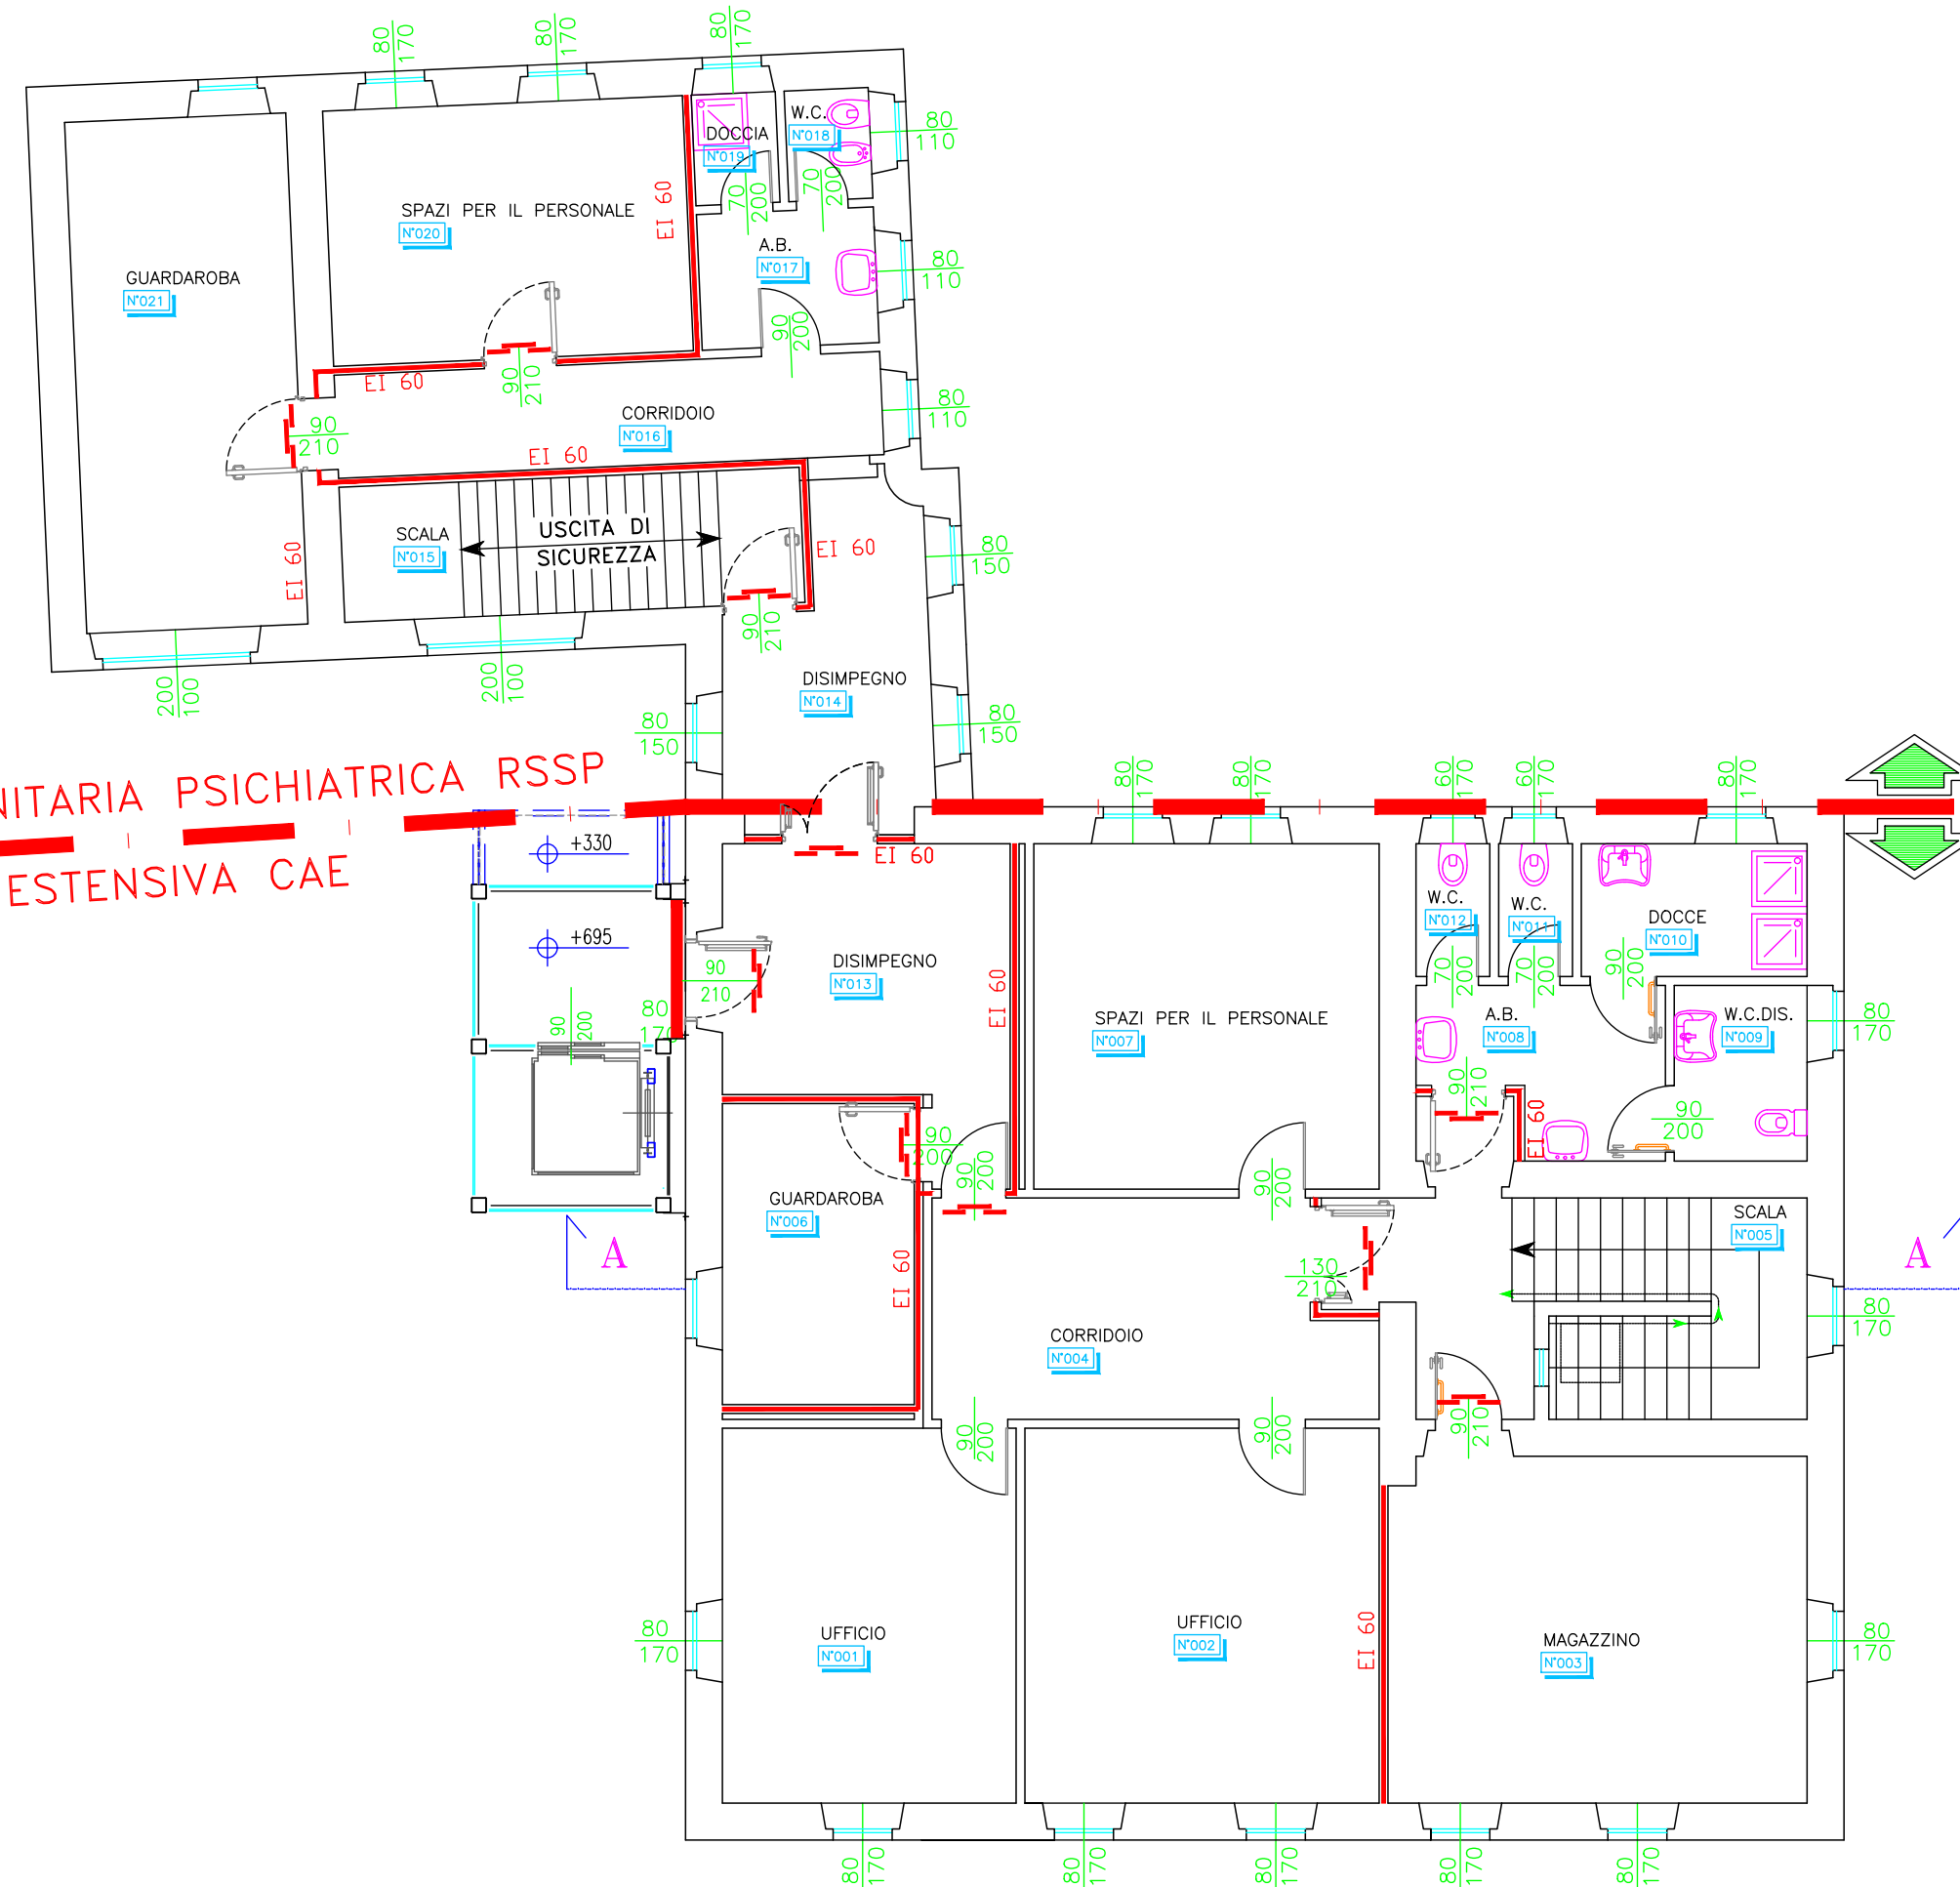 80
170
80
170
80
170
W.C.
N°018
DOCCIA
N°019
80
110
70
200
70
200
SPAZI PER IL PERSONALE
N°020
EI 60
A.B.
N°017
80
110
GUARDAROBA
N°021
90
200
EI 60
90
210
80
110
CORRIDOIO
N°016
90
210
EI 60
SCALA
N°015
USCITA DI
SICUREZZA
EI 60
EI 60
80
150
90
210
200
100
200
100
DISIMPEGNO
N°014
80
150
80
150
NITARIA PSICHIATRICA RSSP
ESTENSIVA CAE
80
170
80
170
60
170
60
170
80
170
+330
EI 60
W.C.
N°012
W.C.
N°011
DOCCE
N°010
+695
DISIMPEGNO
N°013
90
210
EI 60
70
200
70
200
90
200
90
200
80
170
SPAZI PER IL PERSONALE
N°007
A.B.
N°008
W.C.DIS.
N°009
80
170
90
210
EI 60
90
200
90
200
90
200
90
200
GUARDAROBA
N°006
SCALA
N°005
A
A
EI 60
130
210
80
170
CORRIDOIO
N°004
90
200
90
200
90
210
UFFICIO
N°001
UFFICIO
N°002
EI 60
MAGAZZINO
N°003
80
170
80
170
80
170
80
170
80
170
80
170
80
170